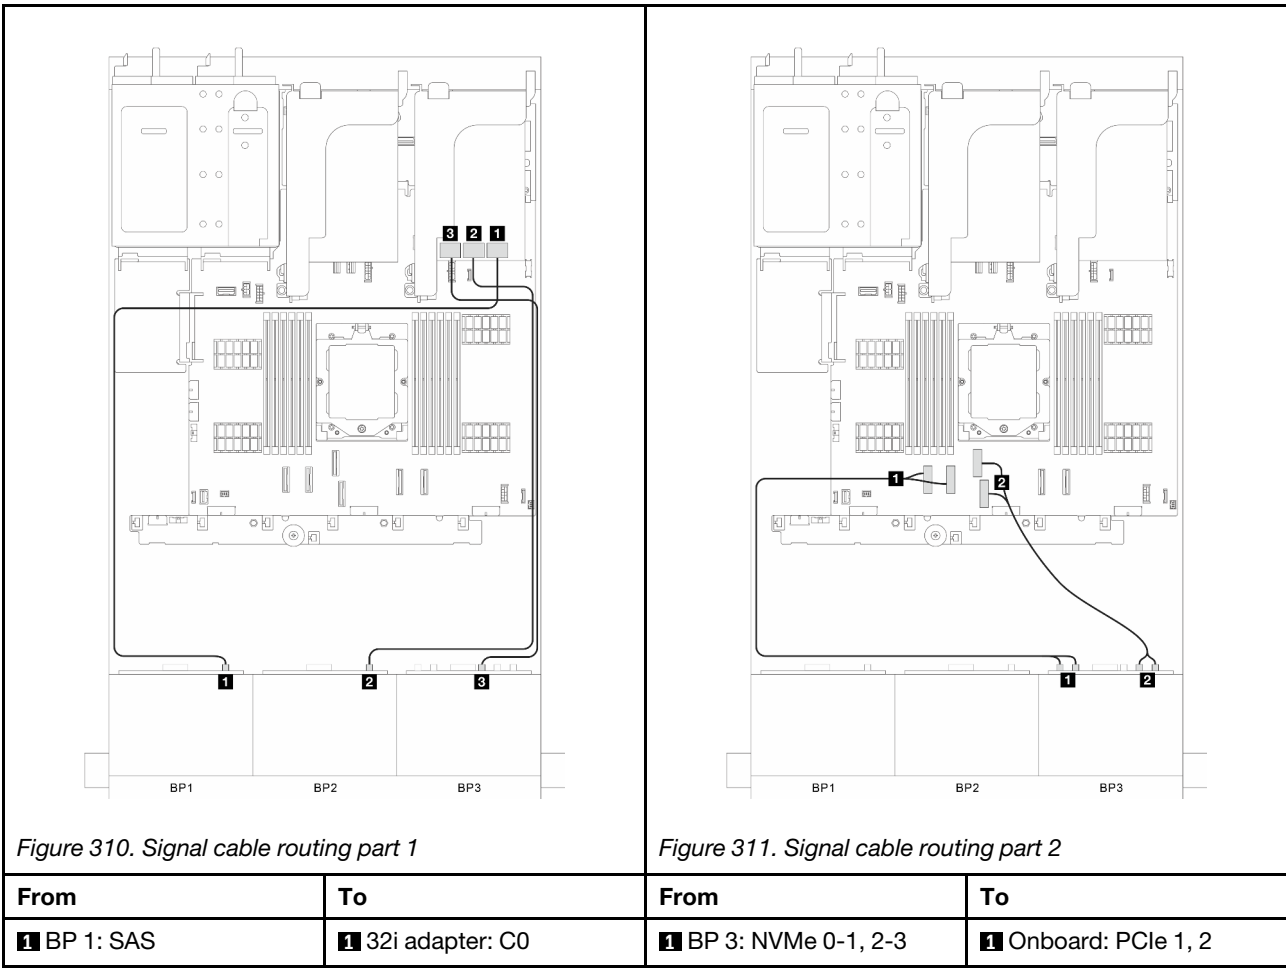 3 2 1
1 2 3
BP1 BP2 BP3
Figure 310. Signal cable routing part 1
1 2
1 2
BP1 BP2 BP3
Figure 311. Signal cable routing part 2
From To From To
1 BP 1: SAS 1 32i adapter: C0 1 BP 3: NVMe 0-1, 2-3 1 Onboard: PCIe 1, 2